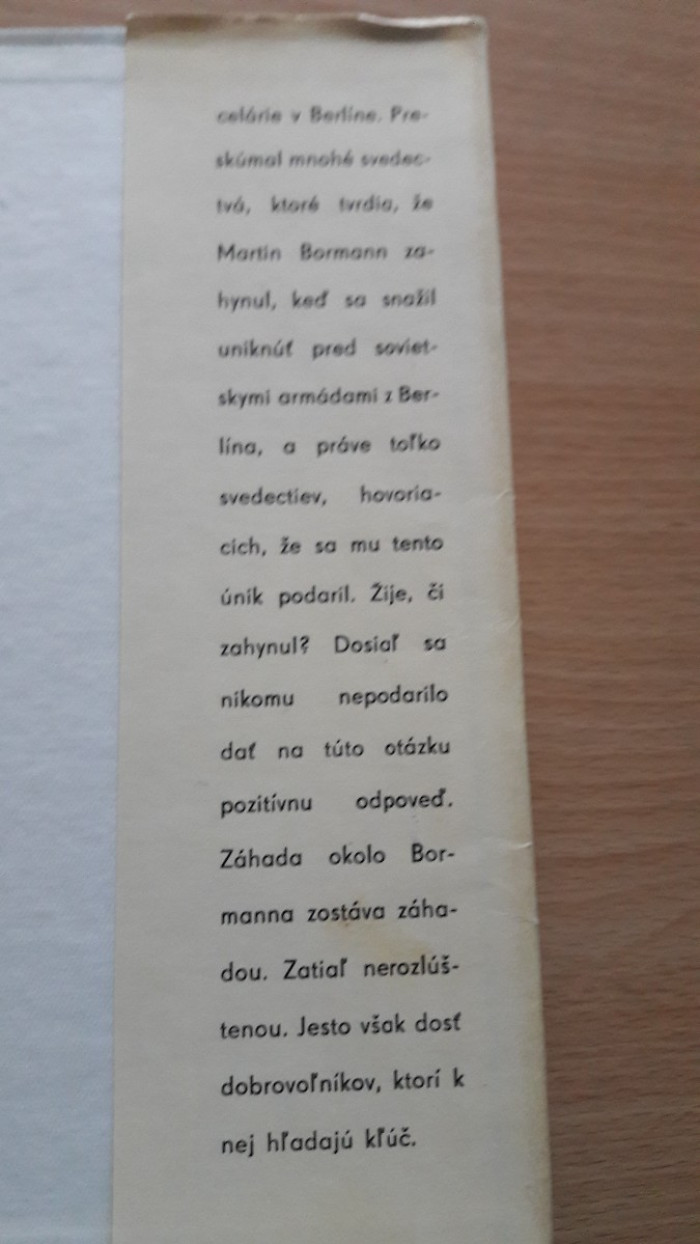 celárie v Berlíne. Pre-
skúmal mnohé svedec-
tvá, ktoré tvrdia, že
Martin Bormann za-
hynul, keď sa snažil
uniknúť pred soviet-
skymi armádami z Ber-
lína, a práve toľko
svedectiev, hovoria-
cich, že sa mu tento
únik podaril. Žije, či
zahynul? Dosiaľ sa
nikomu nepodarilo
dať na túto otázku
pozitívnu odpoveď.
Záhada okolo Bor-
manna zostáva záha-
dou. Zatiaľ nerozlúš-
tenou. Jesto však dosť
dobrovoľníkov, ktorí k
nej hľadajú kľúč.